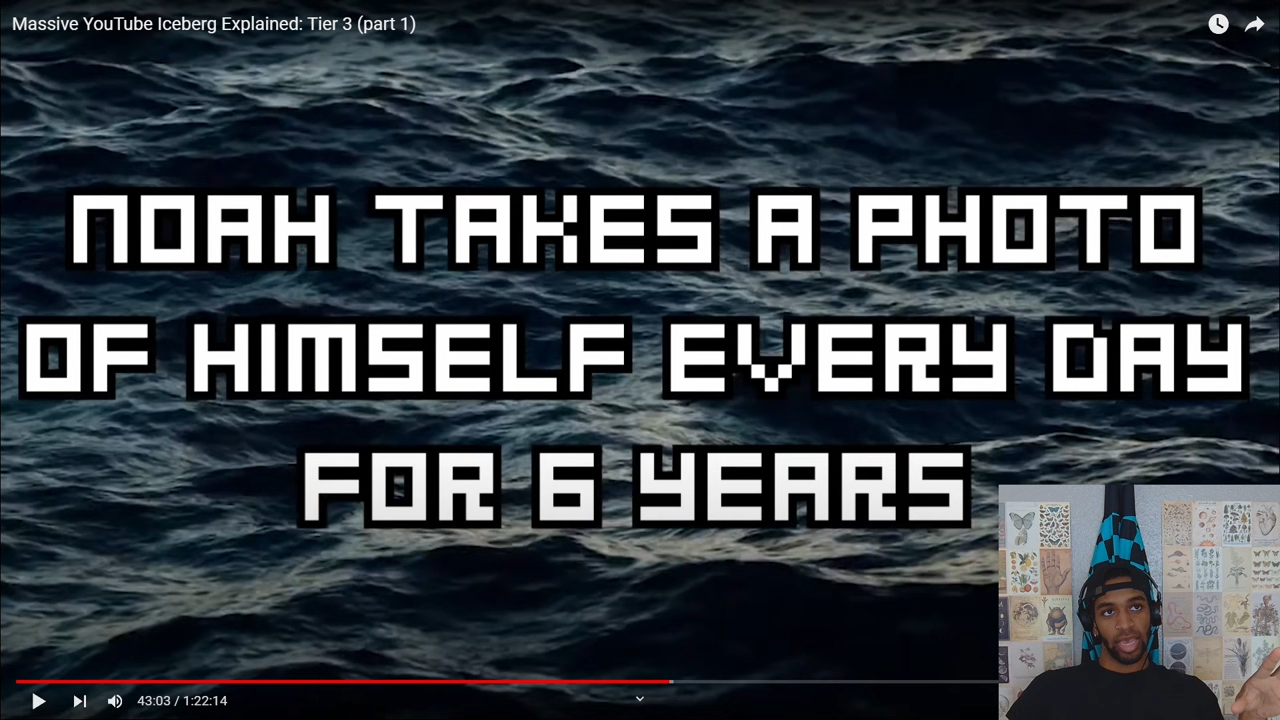 Massive YouTube Iceberg Explained: Tier 3 (part 1)
NOAH TAKES A PHOTO
OF HIMSELF EVERY DAY
FOR 6 YEARS
43:03 / 1:22:14